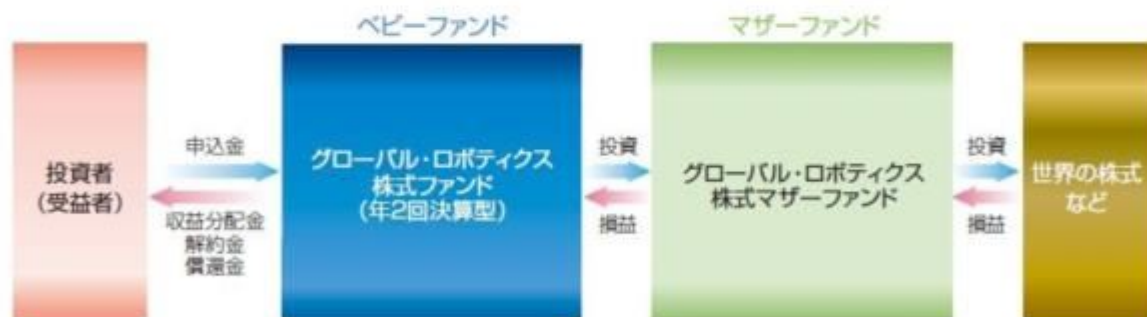 ベビーファンド
マザーファンド
投資者
(受益者)
申込金
収益分配金
解約金
償還金
グローバル・ロボティクス
株式ファンド
(年2回決算型)
投資
損益
グローバル・ロボティクス
株式マザーファンド
投資
損益
世界の株式
など